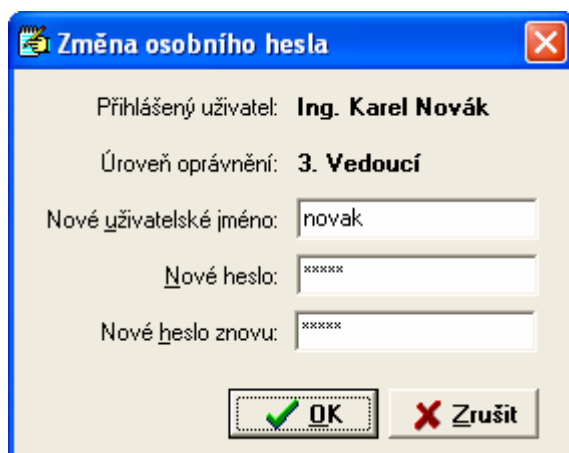 Změna osobního hesla
Přihlášený uživatel: Ing. Karel Novák
Úroveň oprávnění: 3. Vedoucí
Nové uživatelské jméno: novak
Nové heslo: *****
Nové heslo znovu: *****
OK Zrušit